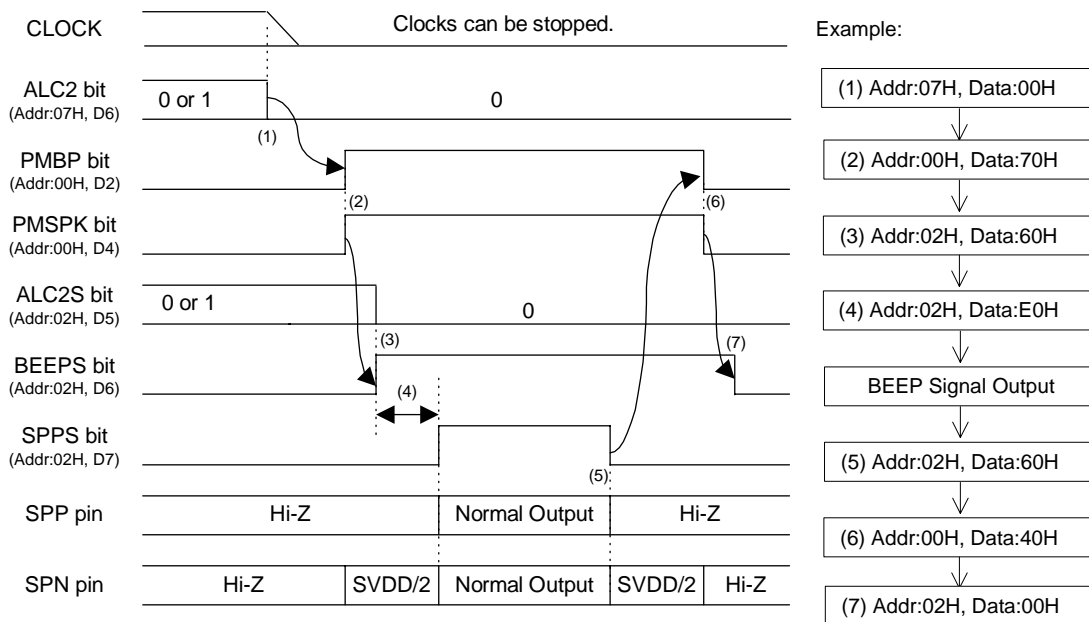 CLOCK
Clocks can be stopped.
Example:
ALC2 bit
(Addr:07H, D6)
0 or 1
0
(1)
(1) Addr:07H, Data:00H
PMBP bit
(Addr:00H, D2)
(2)
(6)
(2) Addr:00H, Data:70H
PMSPK bit
(Addr:00H, D4)
(3) Addr:02H, Data:60H
ALC2S bit
(Addr:02H, D5)
0 or 1
0
(3)
(7)
(4) Addr:02H, Data:E0H
BEEPS bit
(Addr:02H, D6)
(4)
BEEP Signal Output
SPPS bit
(Addr:02H, D7)
(5)
(5) Addr:02H, Data:60H
SPP pin
Hi-Z
Normal Output
Hi-Z
(6) Addr:00H, Data:40H
SPN pin
Hi-Z
SVDD/2
Normal Output
SVDD/2
Hi-Z
(7) Addr:02H, Data:00H